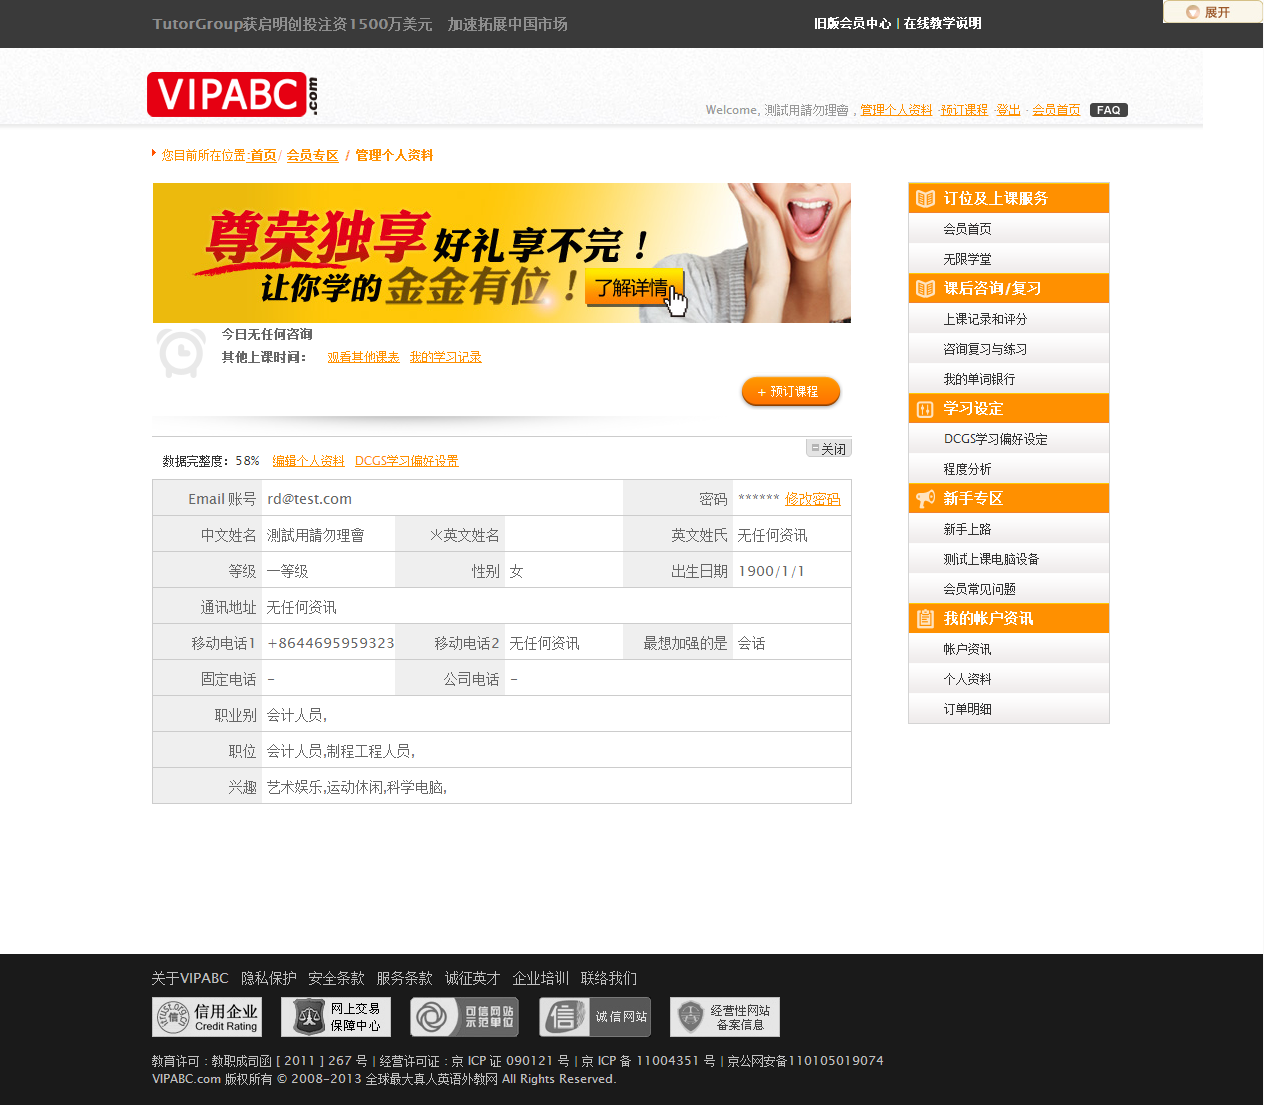 TutorGroup获启明创投注资1500万美元 加速拓展中国市场
旧版会员中心 | 在线教学说明
展开
VIPABC.com
Welcome, 測試用請勿理會 , 管理个人资料 ·预订课程 ·登出 · 会员首页 FAQ
您目前所在位置:首页/ 会员专区 / 管理个人资料
尊荣独享 好礼享不完！
让你学的金金有位！
了解详情
今日无任何咨询
其他上课时间： 观看其他课表 我的学习记录
+ 预订课程
关闭
数据完整度：58% 编辑个人资料 DCGS学习偏好设置
Email 账号 rd@test.com 密码 ****** 修改密码
中文姓名 測試用請勿理會 火英文姓名 英文姓氏 无任何资讯
等级 一等级 性别 女 出生日期 1900/1/1
通讯地址 无任何资讯
移动电话1 +8644695959323 移动电话2 无任何资讯 最想加强的是 会话
固定电话 - 公司电话 -
职业别 会计人员,
职位 会计人员,制程工程人员,
兴趣 艺术娱乐,运动休闲,科学电脑,
订位及上课服务
会员首页
无限学堂
课后咨询/复习
上课记录和评分
咨询复习与练习
我的单词银行
学习设定
DCGS学习偏好设定
程度分析
新手专区
新手上路
测试上课电脑设备
会员常见问题
我的帐户资讯
帐户资讯
个人资料
订单明细
关于VIPABC 隐私保护 安全条款 服务条款 诚征英才 企业培训 联络我们
信用企业
Credit Rating
网上交易
保障中心
可信网站
示范单位
信 诚信网站
经营性网站
备案信息
教育许可：教职成司函 [ 2011 ] 267 号 | 经营许可证：京 ICP 证 090121 号 | 京 ICP 备 11004351 号 | 京公网安备110105019074
VIPABC.com 版权所有 © 2008-2013 全球最大真人英语外教网 All Rights Reserved.